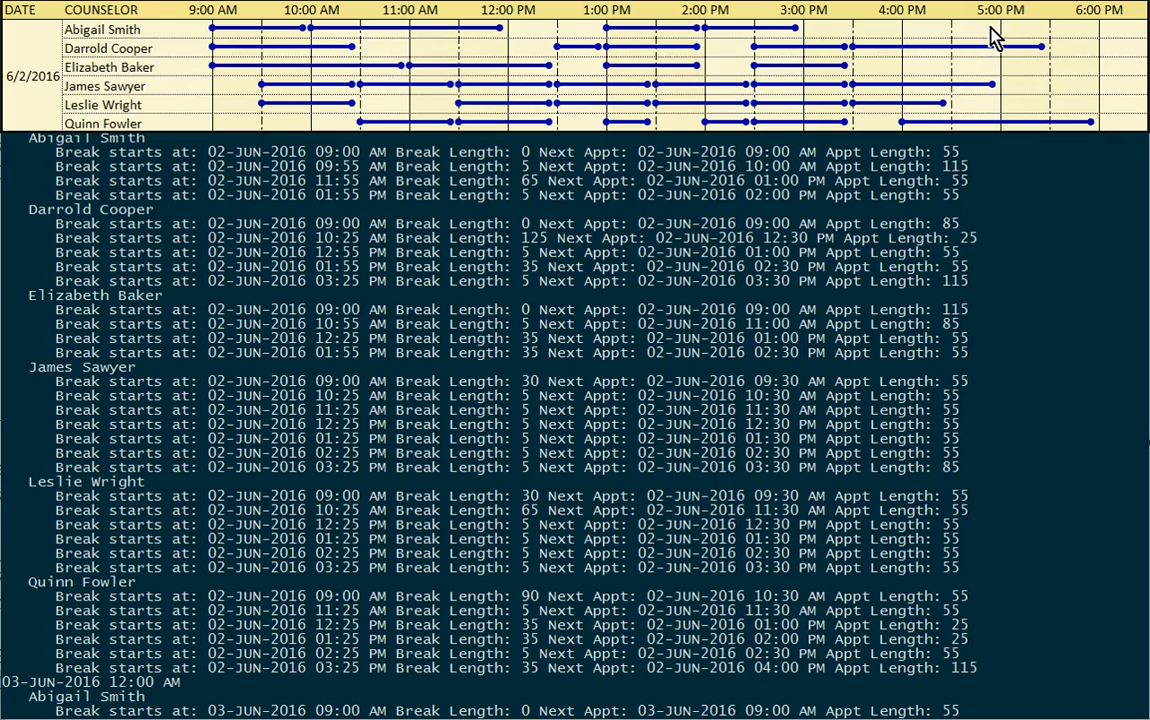 DATE COUNSELOR 9:00 AM 10:00 AM 11:00 AM 12:00 PM 1:00 PM 2:00 PM 3:00 PM 4:00 PM 5:00 PM 6:00 PM
6/2/2016
Abigail Smith
Darrold Cooper
Elizabeth Baker
James Sawyer
Leslie Wright
Quinn Fowler
Abigail Smith
Break starts at: 02-JUN-2016 09:00 AM Break Length: 0 Next Appt: 02-JUN-2016 09:00 AM Appt Length: 55
Break starts at: 02-JUN-2016 09:55 AM Break Length: 5 Next Appt: 02-JUN-2016 10:00 AM Appt Length: 115
Break starts at: 02-JUN-2016 11:55 AM Break Length: 65 Next Appt: 02-JUN-2016 01:00 PM Appt Length: 55
Break starts at: 02-JUN-2016 01:55 PM Break Length: 5 Next Appt: 02-JUN-2016 02:00 PM Appt Length: 55
Darrold Cooper
Break starts at: 02-JUN-2016 09:00 AM Break Length: 0 Next Appt: 02-JUN-2016 09:00 AM Appt Length: 85
Break starts at: 02-JUN-2016 10:25 AM Break Length: 125 Next Appt: 02-JUN-2016 12:30 PM Appt Length: 25
Break starts at: 02-JUN-2016 12:55 PM Break Length: 5 Next Appt: 02-JUN-2016 01:00 PM Appt Length: 55
Break starts at: 02-JUN-2016 01:55 PM Break Length: 35 Next Appt: 02-JUN-2016 02:30 PM Appt Length: 55
Break starts at: 02-JUN-2016 03:25 PM Break Length: 5 Next Appt: 02-JUN-2016 03:30 PM Appt Length: 115
Elizabeth Baker
Break starts at: 02-JUN-2016 09:00 AM Break Length: 0 Next Appt: 02-JUN-2016 09:00 AM Appt Length: 115
Break starts at: 02-JUN-2016 10:55 AM Break Length: 5 Next Appt: 02-JUN-2016 11:00 AM Appt Length: 85
Break starts at: 02-JUN-2016 12:25 PM Break Length: 35 Next Appt: 02-JUN-2016 01:00 PM Appt Length: 55
Break starts at: 02-JUN-2016 01:55 PM Break Length: 35 Next Appt: 02-JUN-2016 02:30 PM Appt Length: 55
James Sawyer
Break starts at: 02-JUN-2016 09:00 AM Break Length: 30 Next Appt: 02-JUN-2016 09:30 AM Appt Length: 55
Break starts at: 02-JUN-2016 10:25 AM Break Length: 5 Next Appt: 02-JUN-2016 10:30 AM Appt Length: 55
Break starts at: 02-JUN-2016 11:25 AM Break Length: 5 Next Appt: 02-JUN-2016 11:30 AM Appt Length: 55
Break starts at: 02-JUN-2016 12:25 PM Break Length: 5 Next Appt: 02-JUN-2016 12:30 PM Appt Length: 55
Break starts at: 02-JUN-2016 01:25 PM Break Length: 5 Next Appt: 02-JUN-2016 01:30 PM Appt Length: 55
Break starts at: 02-JUN-2016 02:25 PM Break Length: 5 Next Appt: 02-JUN-2016 02:30 PM Appt Length: 55
Break starts at: 02-JUN-2016 03:25 PM Break Length: 5 Next Appt: 02-JUN-2016 03:30 PM Appt Length: 85
Leslie Wright
Break starts at: 02-JUN-2016 09:00 AM Break Length: 30 Next Appt: 02-JUN-2016 09:30 AM Appt Length: 55
Break starts at: 02-JUN-2016 10:25 AM Break Length: 65 Next Appt: 02-JUN-2016 11:30 AM Appt Length: 55
Break starts at: 02-JUN-2016 12:25 PM Break Length: 5 Next Appt: 02-JUN-2016 12:30 PM Appt Length: 55
Break starts at: 02-JUN-2016 01:25 PM Break Length: 5 Next Appt: 02-JUN-2016 01:30 PM Appt Length: 55
Break starts at: 02-JUN-2016 02:25 PM Break Length: 5 Next Appt: 02-JUN-2016 02:30 PM Appt Length: 55
Break starts at: 02-JUN-2016 03:25 PM Break Length: 5 Next Appt: 02-JUN-2016 03:30 PM Appt Length: 55
Quinn Fowler
Break starts at: 02-JUN-2016 09:00 AM Break Length: 90 Next Appt: 02-JUN-2016 10:30 AM Appt Length: 55
Break starts at: 02-JUN-2016 11:25 AM Break Length: 5 Next Appt: 02-JUN-2016 11:30 AM Appt Length: 55
Break starts at: 02-JUN-2016 12:25 PM Break Length: 35 Next Appt: 02-JUN-2016 01:00 PM Appt Length: 25
Break starts at: 02-JUN-2016 01:25 PM Break Length: 35 Next Appt: 02-JUN-2016 02:00 PM Appt Length: 25
Break starts at: 02-JUN-2016 02:25 PM Break Length: 5 Next Appt: 02-JUN-2016 02:30 PM Appt Length: 55
Break starts at: 02-JUN-2016 03:25 PM Break Length: 35 Next Appt: 02-JUN-2016 04:00 PM Appt Length: 115
03-JUN-2016 12:00 AM
Abigail Smith
Break starts at: 03-JUN-2016 09:00 AM Break Length: 0 Next Appt: 03-JUN-2016 09:00 AM Appt Length: 55